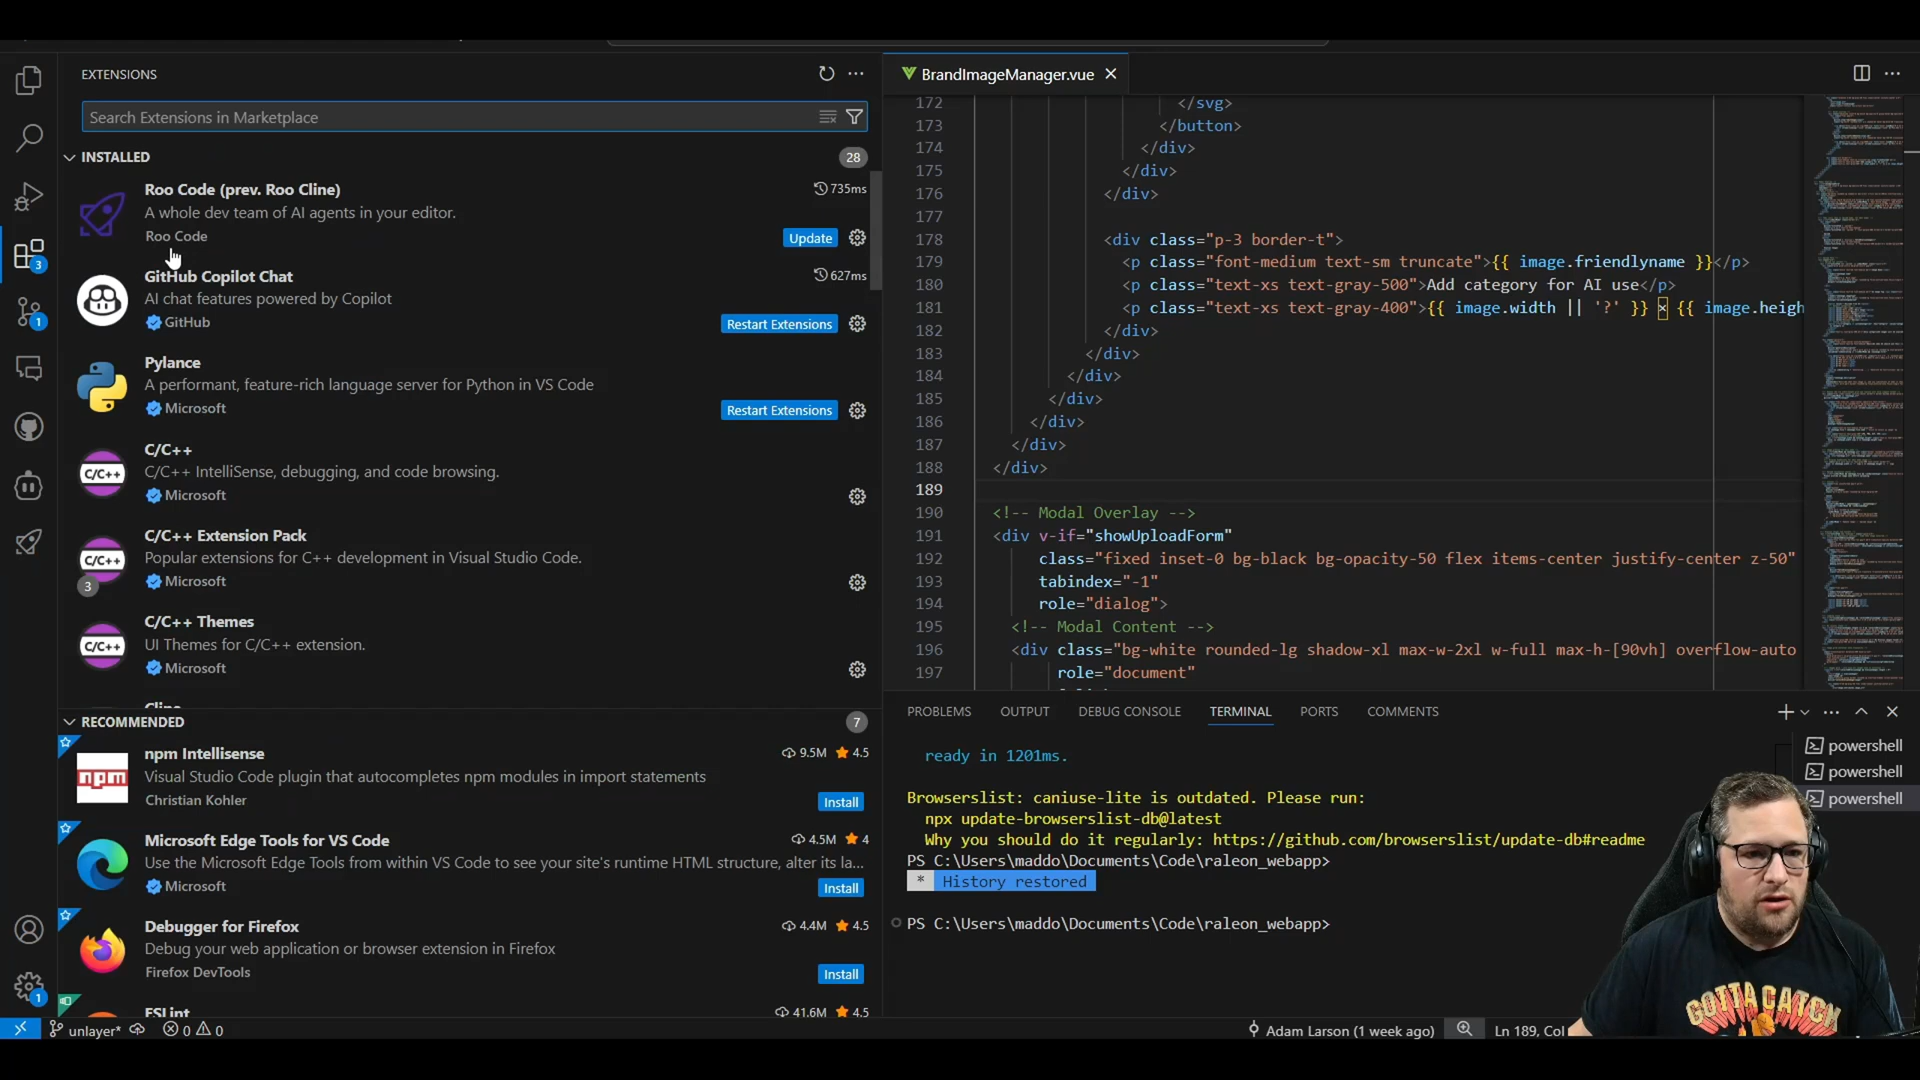 EXTENSIONS
Search Extensions in Marketplace
INSTALLED
28
Roo Code (prev. Roo Cline)
735ms
A whole dev team of AI agents in your editor.
Roo Code
Update
GitHub Copilot Chat
627ms
AI chat features powered by Copilot
GitHub
Restart Extensions
Pylance
A performant, feature-rich language server for Python in VS Code
Microsoft
Restart Extensions
C/C++
C/C++
C/C++ IntelliSense, debugging, and code browsing.
Microsoft
C/C++
C/C++ Extension Pack
Popular extensions for C++ development in Visual Studio Code.
3
Microsoft
C/C++
C/C++ Themes
UI Themes for C/C++ extension.
Microsoft
Cline
RECOMMENDED
7
npm
npm Intellisense
9.5M 4.5
Visual Studio Code plugin that autocompletes npm modules in import statements
Christian Kohler
Install
Microsoft Edge Tools for VS Code
4.5M 4
Use the Microsoft Edge Tools from within VS Code to see your site's runtime HTML structure, alter its la...
Microsoft
Install
Debugger for Firefox
4.4M 4.5
Debug your web application or browser extension in Firefox
Firefox DevTools
Install
ESLint
41.6M 4.5
3
1
1
BrandImageManager.vue
172 </svg>
173 </button>
174 </div>
175 </div>
176 </div>
177
178 <div class="p-3 border-t">
179 <p class="font-medium text-sm truncate">{{ image.friendlyname }}</p>
180 <p class="text-xs text-gray-500">Add category for AI use</p>
181 <p class="text-xs text-gray-400">{{ image.width || '?' }} × {{ image.heigh
182 </div>
183 </div>
184 </div>
185 </div>
186 </div>
187 </div>
188 </div>
189
190 <!-- Modal Overlay -->
191 <div v-if="showUploadForm"
192 class="fixed inset-0 bg-black bg-opacity-50 flex items-center justify-center z-50"
193 tabindex="-1"
194 role="dialog">
195 <!-- Modal Content -->
196 <div class="bg-white rounded-lg shadow-xl max-w-2xl w-full max-h-[90vh] overflow-auto
197 role="document"
PROBLEMS OUTPUT DEBUG CONSOLE TERMINAL PORTS COMMENTS
ready in 1201ms.
Browserslist: caniuse-lite is outdated. Please run:
npx update-browserslist-db@latest
Why you should do it regularly: https://github.com/browserslist/update-db#readme
PS C:\Users\maddo\Documents\Code\raleon_webapp>
* History restored
PS C:\Users\maddo\Documents\Code\raleon_webapp>
powershell
powershell
powershell
GOTTA CATCH
unlayer* 0 0
Adam Larson (1 week ago) Ln 189, Col